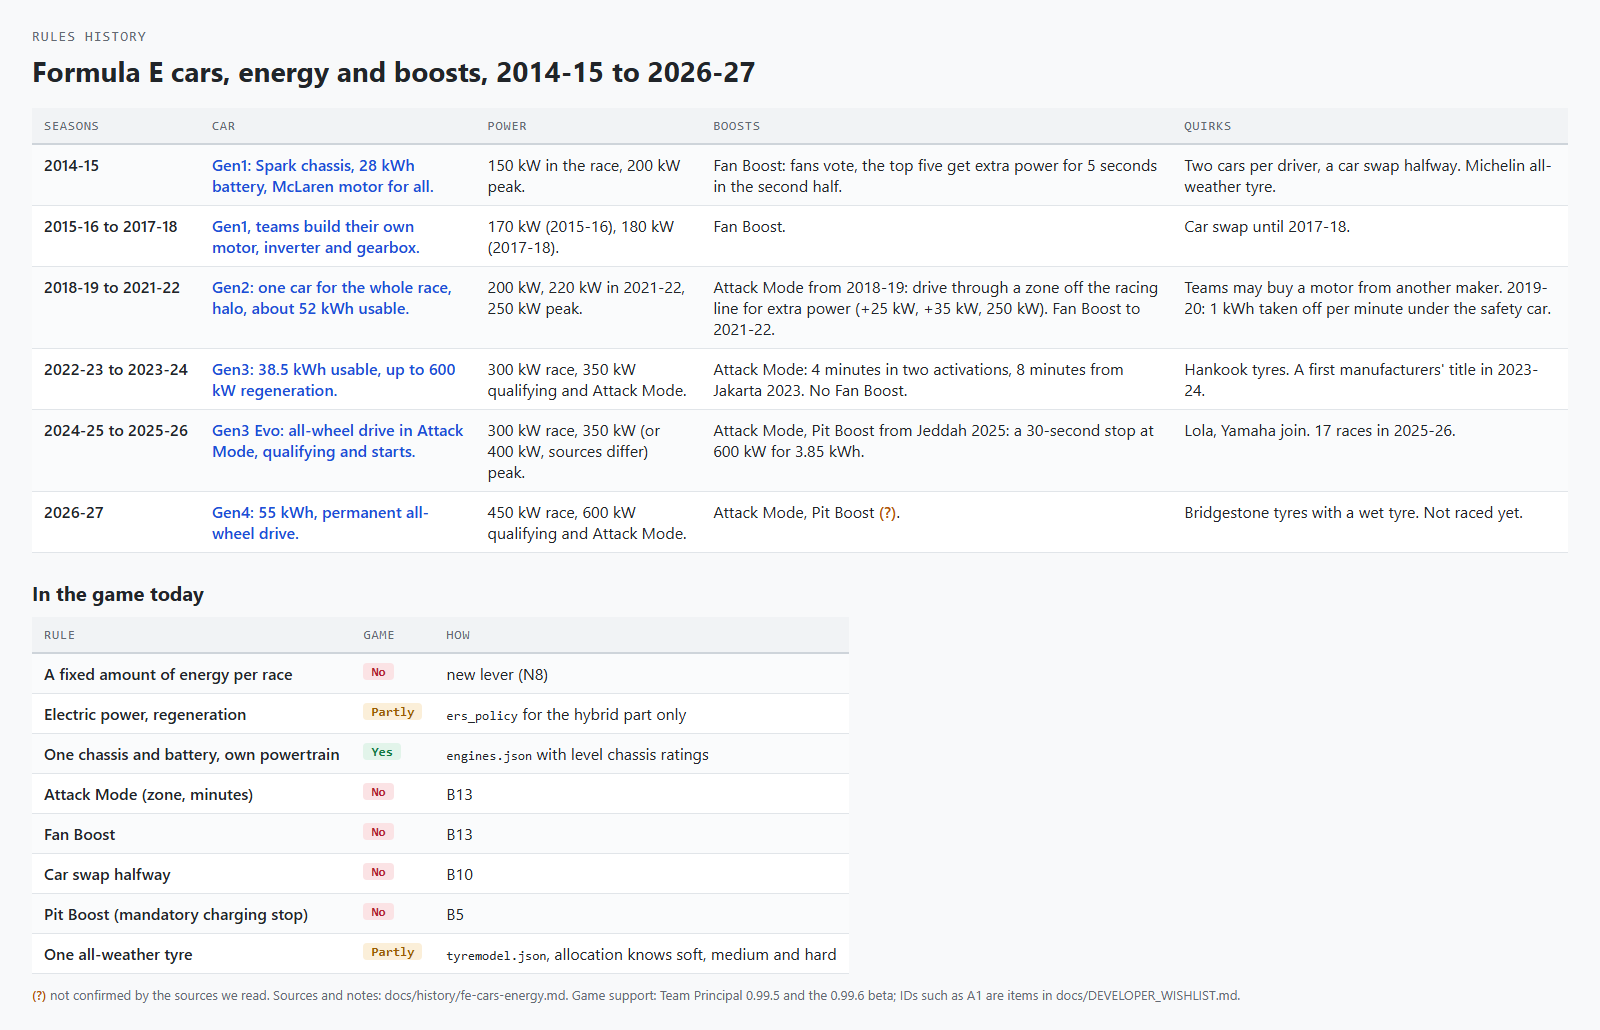 RULES HISTORY
Formula E cars, energy and boosts, 2014-15 to 2026-27
SEASONS CAR POWER BOOSTS QUIRKS
2014-15 Gen1: Spark chassis, 28 kWh battery, McLaren motor for all. 150 kW in the race, 200 kW peak. Fan Boost: fans vote, the top five get extra power for 5 seconds in the second half. Two cars per driver, a car swap halfway. Michelin all-weather tyre.
2015-16 to 2017-18 Gen1, teams build their own motor, inverter and gearbox. 170 kW (2015-16), 180 kW (2017-18). Fan Boost. Car swap until 2017-18.
2018-19 to 2021-22 Gen2: one car for the whole race, halo, about 52 kWh usable. 200 kW, 220 kW in 2021-22, 250 kW peak. Attack Mode from 2018-19: drive through a zone off the racing line for extra power (+25 kW, +35 kW, 250 kW). Fan Boost to 2021-22. Teams may buy a motor from another maker. 2019-20: 1 kWh taken off per minute under the safety car.
2022-23 to 2023-24 Gen3: 38.5 kWh usable, up to 600 kW regeneration. 300 kW race, 350 kW qualifying and Attack Mode. Attack Mode: 4 minutes in two activations, 8 minutes from Jakarta 2023. No Fan Boost. Hankook tyres. A first manufacturers' title in 2023-24.
2024-25 to 2025-26 Gen3 Evo: all-wheel drive in Attack Mode, qualifying and starts. 300 kW race, 350 kW (or 400 kW, sources differ) peak. Attack Mode, Pit Boost from Jeddah 2025: a 30-second stop at 600 kW for 3.85 kWh. Lola, Yamaha join. 17 races in 2025-26.
2026-27 Gen4: 55 kWh, permanent all-wheel drive. 450 kW race, 600 kW qualifying and Attack Mode. Attack Mode, Pit Boost (?). Bridgestone tyres with a wet tyre. Not raced yet.
In the game today
RULE GAME HOW
A fixed amount of energy per race No new lever (N8)
Electric power, regeneration Partly ers_policy for the hybrid part only
One chassis and battery, own powertrain Yes engines.json with level chassis ratings
Attack Mode (zone, minutes) No B13
Fan Boost No B13
Car swap halfway No B10
Pit Boost (mandatory charging stop) No B5
One all-weather tyre Partly tyremodel.json, allocation knows soft, medium and hard
(?) not confirmed by the sources we read. Sources and notes: docs/history/fe-cars-energy.md. Game support: Team Principal 0.99.5 and the 0.99.6 beta; IDs such as A1 are items in docs/DEVELOPER_WISHLIST.md.